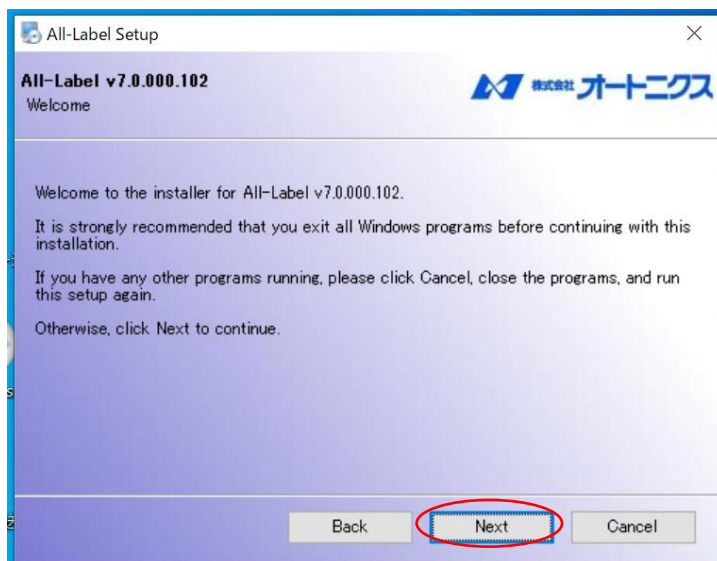 All-Label Setup
All-Label v7.0.000.102
Welcome
株式会社 オートニクス
Welcome to the installer for All-Label v7.0.000.102.
It is strongly recommended that you exit all Windows programs before continuing with this
installation.
If you have any other programs running, please click Cancel, close the programs, and run
this setup again.
Otherwise, click Next to continue.
Back
Next
Cancel